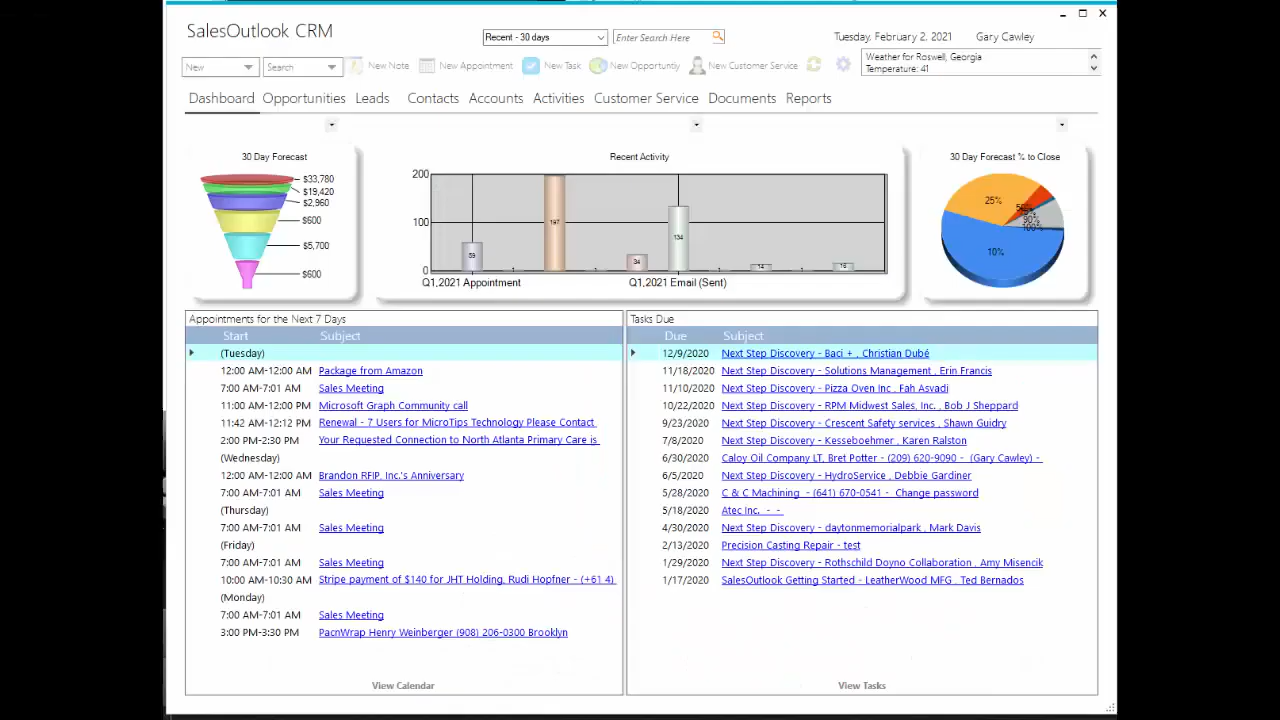 SalesOutlook CRM
Recent - 30 days
Enter Search Here
Tuesday, February 2, 2021
Gary Cawley
New
Search
New Note
New Appointment
New Task
New Opportuntiy
New Customer Service
Weather for Roswell, Georgia
Temperature: 41
Dashboard Opportunities Leads Contacts Accounts Activities Customer Service Documents Reports
30 Day Forecast
$33,780
$19,420
$2,960
$600
$5,700
$600
Recent Activity
200
100
0
59
1
197
1
34
134
1
14
1
16
Q1,2021 Appointment
Q1,2021 Email (Sent)
30 Day Forecast % to Close
25%
90%
100%
10%
Appointments for the Next 7 Days
Start Subject
(Tuesday)
12:00 AM-12:00 AM Package from Amazon
7:00 AM-7:01 AM Sales Meeting
11:00 AM-12:00 PM Microsoft Graph Community call
11:42 AM-12:12 PM Renewal - 7 Users for MicroTips Technology Please Contact
2:00 PM-2:30 PM Your Requested Connection to North Atlanta Primary Care is
(Wednesday)
12:00 AM-12:00 AM Brandon RFIP, Inc.'s Anniversary
7:00 AM-7:01 AM Sales Meeting
(Thursday)
7:00 AM-7:01 AM Sales Meeting
(Friday)
7:00 AM-7:01 AM Sales Meeting
10:00 AM-10:30 AM Stripe payment of $140 for JHT Holding, Rudi Hopfner - (+61 4)
(Monday)
7:00 AM-7:01 AM Sales Meeting
3:00 PM-3:30 PM PacnWrap Henry Weinberger (908) 206-0300 Brooklyn
View Calendar
Tasks Due
Due Subject
12/9/2020 Next Step Discovery - Baci + , Christian Dubé
11/18/2020 Next Step Discovery - Solutions Management , Erin Francis
11/10/2020 Next Step Discovery - Pizza Oven Inc , Fah Asvadi
10/22/2020 Next Step Discovery - RPM Midwest Sales, Inc. , Bob J Sheppard
9/23/2020 Next Step Discovery - Crescent Safety services , Shawn Guidry
7/8/2020 Next Step Discovery - Kesseboehmer , Karen Ralston
6/30/2020 Caloy Oil Company LT, Bret Potter - (209) 620-9090 - (Gary Cawley) -
6/5/2020 Next Step Discovery - HydroService , Debbie Gardiner
5/28/2020 C & C Machining - (641) 670-0541 - Change password
5/18/2020 Atec Inc. - -
4/30/2020 Next Step Discovery - daytonmemorialpark , Mark Davis
2/13/2020 Precision Casting Repair - test
1/29/2020 Next Step Discovery - Rothschild Doyno Collaboration , Amy Misencik
1/17/2020 SalesOutlook Getting Started - LeatherWood MFG , Ted Bernados
View Tasks